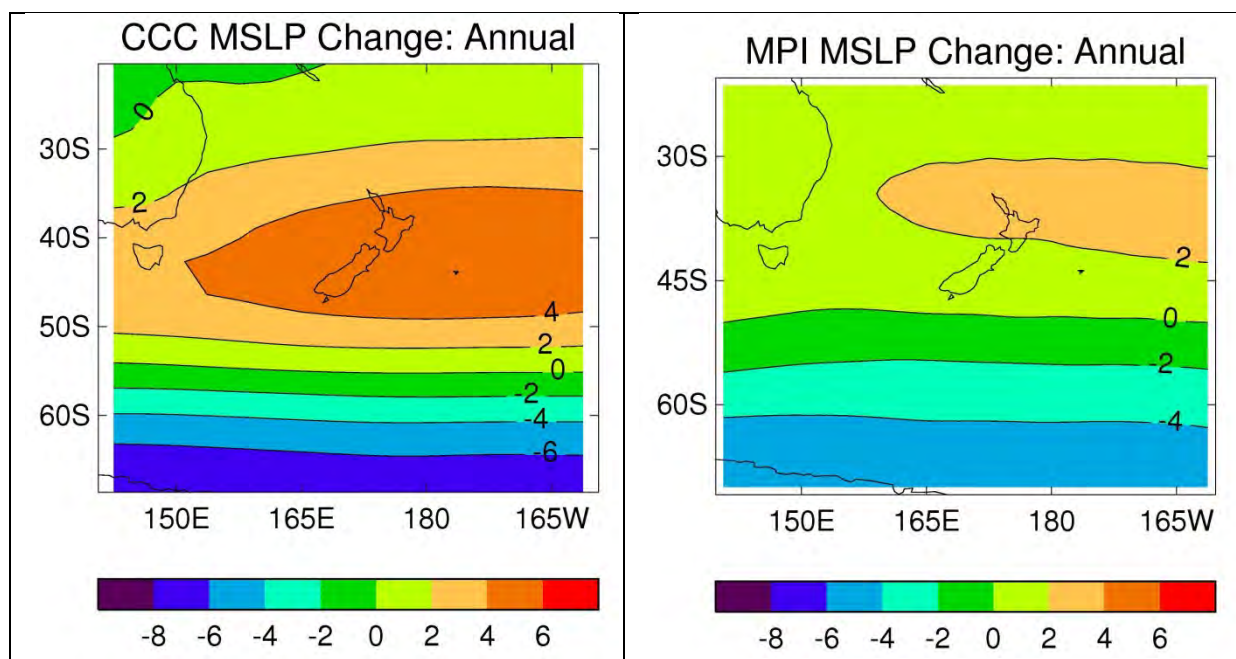 CCC MSLP Change: Annual
0
30S
2
40S
50S
4
2
0
-2
60S
-4
-6
150E 165E 180 165W
-8 -6 -4 -2 0 2 4 6
MPI MSLP Change: Annual
30S
2
45S
0
-2
60S
-4
150E 165E 180 165W
-8 -6 -4 -2 0 2 4 6